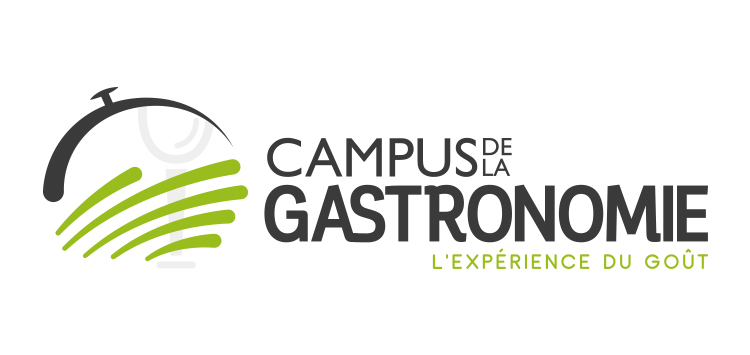 CAMPUS DE LA
GASTRONOMIE
L'EXPÉRIENCE DU GOÛT